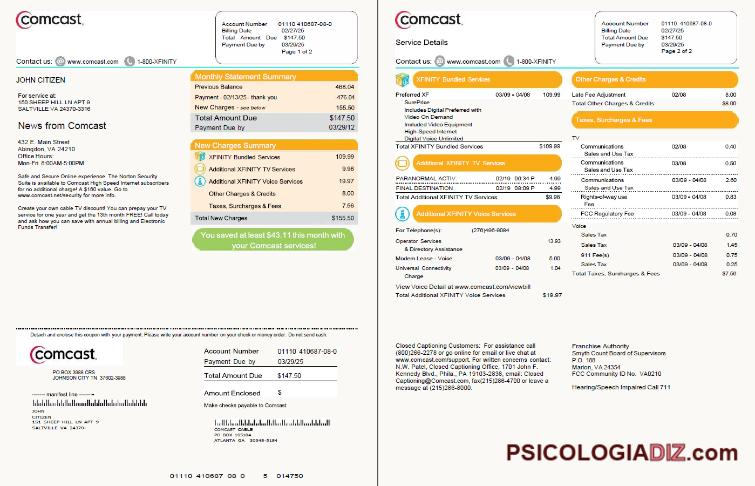 comcast.
Account Number 01110 410687-08-0
Billing Date 02/27/25
Total Amount Due $147.50
Payment Due by 03/29/25
Page 1 of 2
Contact us: www.comcast.com 1-800-XFINITY
JOHN CITIZEN
For service at:
150 SHEEP HILL LN APT 9
SALTVILLE VA 24370-3316
News from Comcast
432 E. Main Street
Abingdon, VA 24210
Office Hours:
Mon-Fri: 8:00AM-5:00PM
Safe and Secure Online experience. The Norton Security
Suite is available to Comcast High Speed Internet subscribers
for no additional charge! A $160 value. Go to
www.comcast.net/security for more info.
Create your own cable TV discount! You can prepay your TV
service for one year and get the 13th month FREE! Call today
and ask how you can save with annual billing and Electronic
Funds Transfer!
Monthly Statement Summary
Previous Balance 468.04
Payment - 02/13/25 - thank you -476.04
New Charges - see below 155.50
Total Amount Due $147.50
Payment Due by 03/29/12
New Charges Summary
XFINITY Bundled Services 109.99
Additional XFINITY TV Services 9.98
Additional XFINITY Voice Services 19.97
Other Charges & Credits 8.00
Taxes, Surcharges & Fees 7.56
Total New Charges $155.50
You saved at least $43.11 this month with
your Comcast services!
Detach and enclose this coupon with your payment. Please write your account number on your check or money order. Do not send cash.
comcast.
PO BOX 3988 CRS
JOHNSON CITY TN 37602-3988
------- manifest line -------
JOHN
CITIZEN
151 SHEEP HILL LN APT 9
SALTVILLE VA 24370-
Account Number 01110 410687-08-0
Payment Due by 03/29/25
Total Amount Due $147.50
Amount Enclosed $
Make checks payable to Comcast
COMCAST CABLE
PO BOX 105184
ATLANTA GA 30348-5184
01110 410687 08 0 5 014750
comcast.
Account Number 01110 410687-08-0
Billing Date 02/27/25
Total Amount Due $147.50
Payment Due by 03/29/25
Page 2 of 2
Service Details
Contact us: www.comcast.com 1-800-XFINITY
XFINITY Bundled Services
Preferred XF 03/09 - 04/08 109.99
SurePrice
Includes Digital Preferred with
Video On Demand
Included Video Equipment
High-Speed Internet
Digital Voice Unlimited
Total XFINITY Bundled Services $109.99
Additional XFINITY TV Services
PARANORMAL ACTIV... 02/19 08:34 P 4.99
FINAL DESTINATION... 02/19 08:09 P 4.99
Total Additional XFINITY TV Services $9.98
Additional XFINITY Voice Services
For Telephone(s): (276)496-9084
Operator Services 13.93
& Directory Assistance
Modem Lease - Voice 03/09 - 04/08 5.00
Universal Connectivity 03/09 - 04/08 1.04
Charge
View Voice Detail at www.comcast.com/viewbill
Total Additional XFINITY Voice Services $19.97
Other Charges & Credits
Late Fee Adjustment 02/08 8.00
Total Other Charges & Credits $8.00
Taxes, Surcharges & Fees
TV
Communications 02/08 0.40
Sales and Use Tax
Communications 03/08 0.50
Sales and Use Tax
Communications 03/09 - 04/08 2.60
Sales and Use Tax
Rights-of-way use 03/09 - 04/08 0.83
Fee
FCC Regulatory Fee 03/09 - 04/08 0.08
Voice
Sales Tax 0.70
Sales Tax 03/09 - 04/08 1.45
911 Fee(s) 03/09 - 04/08 0.75
Sales Tax 03/09 - 04/08 0.25
Total Taxes, Surcharges & Fees $7.50
Closed Captioning Customers: For assistance call
(800)266-2278 or go online for email or live chat at
www.comcast.com/support. For written concerns contact:
N.W. Patel, Closed Captioning Office, 1701 John F.
Kennedy Blvd., Phila., PA 19103-2838, email: Closed
Captioning@Comcast.com, fax(215)286-4700 or leave a
message at (215)286-8000.
Franchise Authority
Smyth Count Board of Supervisors
P.O. 188
Marion, VA 24354
FCC Community ID No. VA0210
Hearing/Speech Impaired Call 711
PSICOLOGIADIZ.com